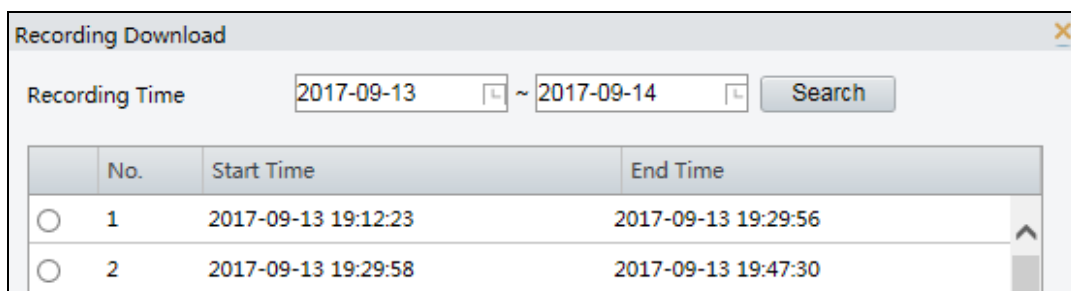 Recording Download
Recording Time 2017-09-13 ~ 2017-09-14 Search
No. Start Time End Time
1 2017-09-13 19:12:23 2017-09-13 19:29:56
2 2017-09-13 19:29:58 2017-09-13 19:47:30